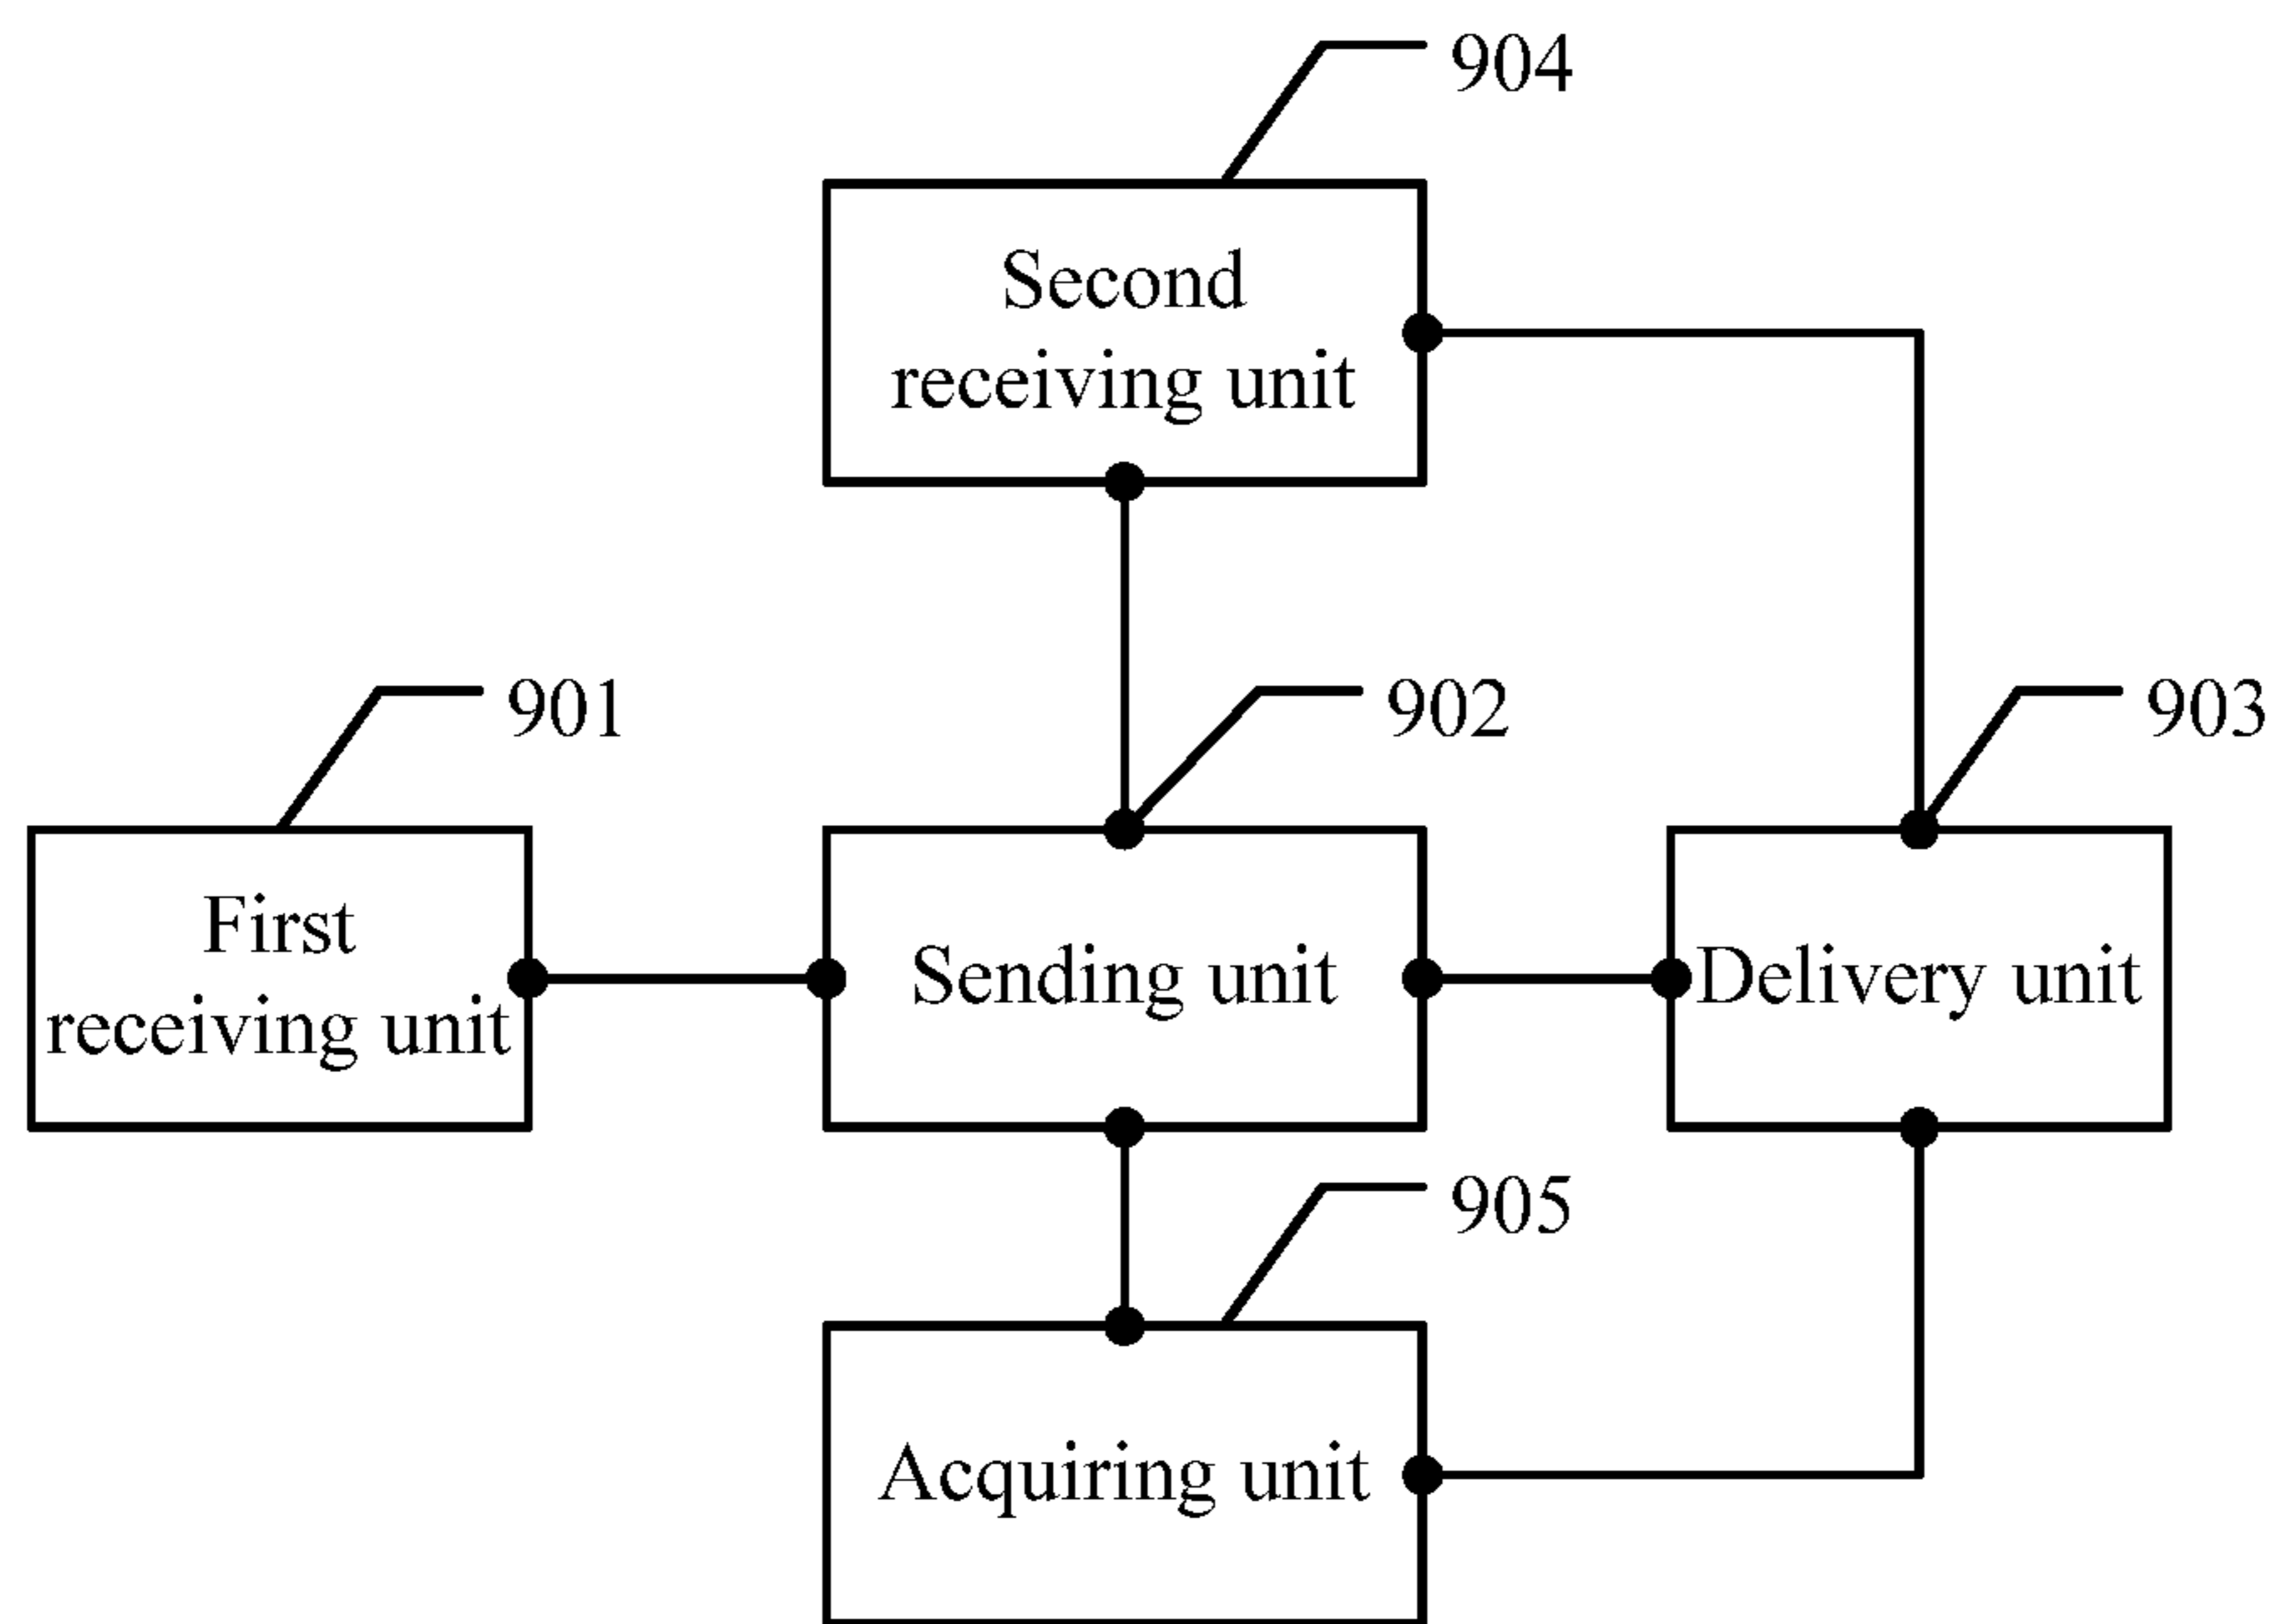 904
Second
receiving unit
901
902
903
First
receiving unit
Sending unit
Delivery unit
905
Acquiring unit